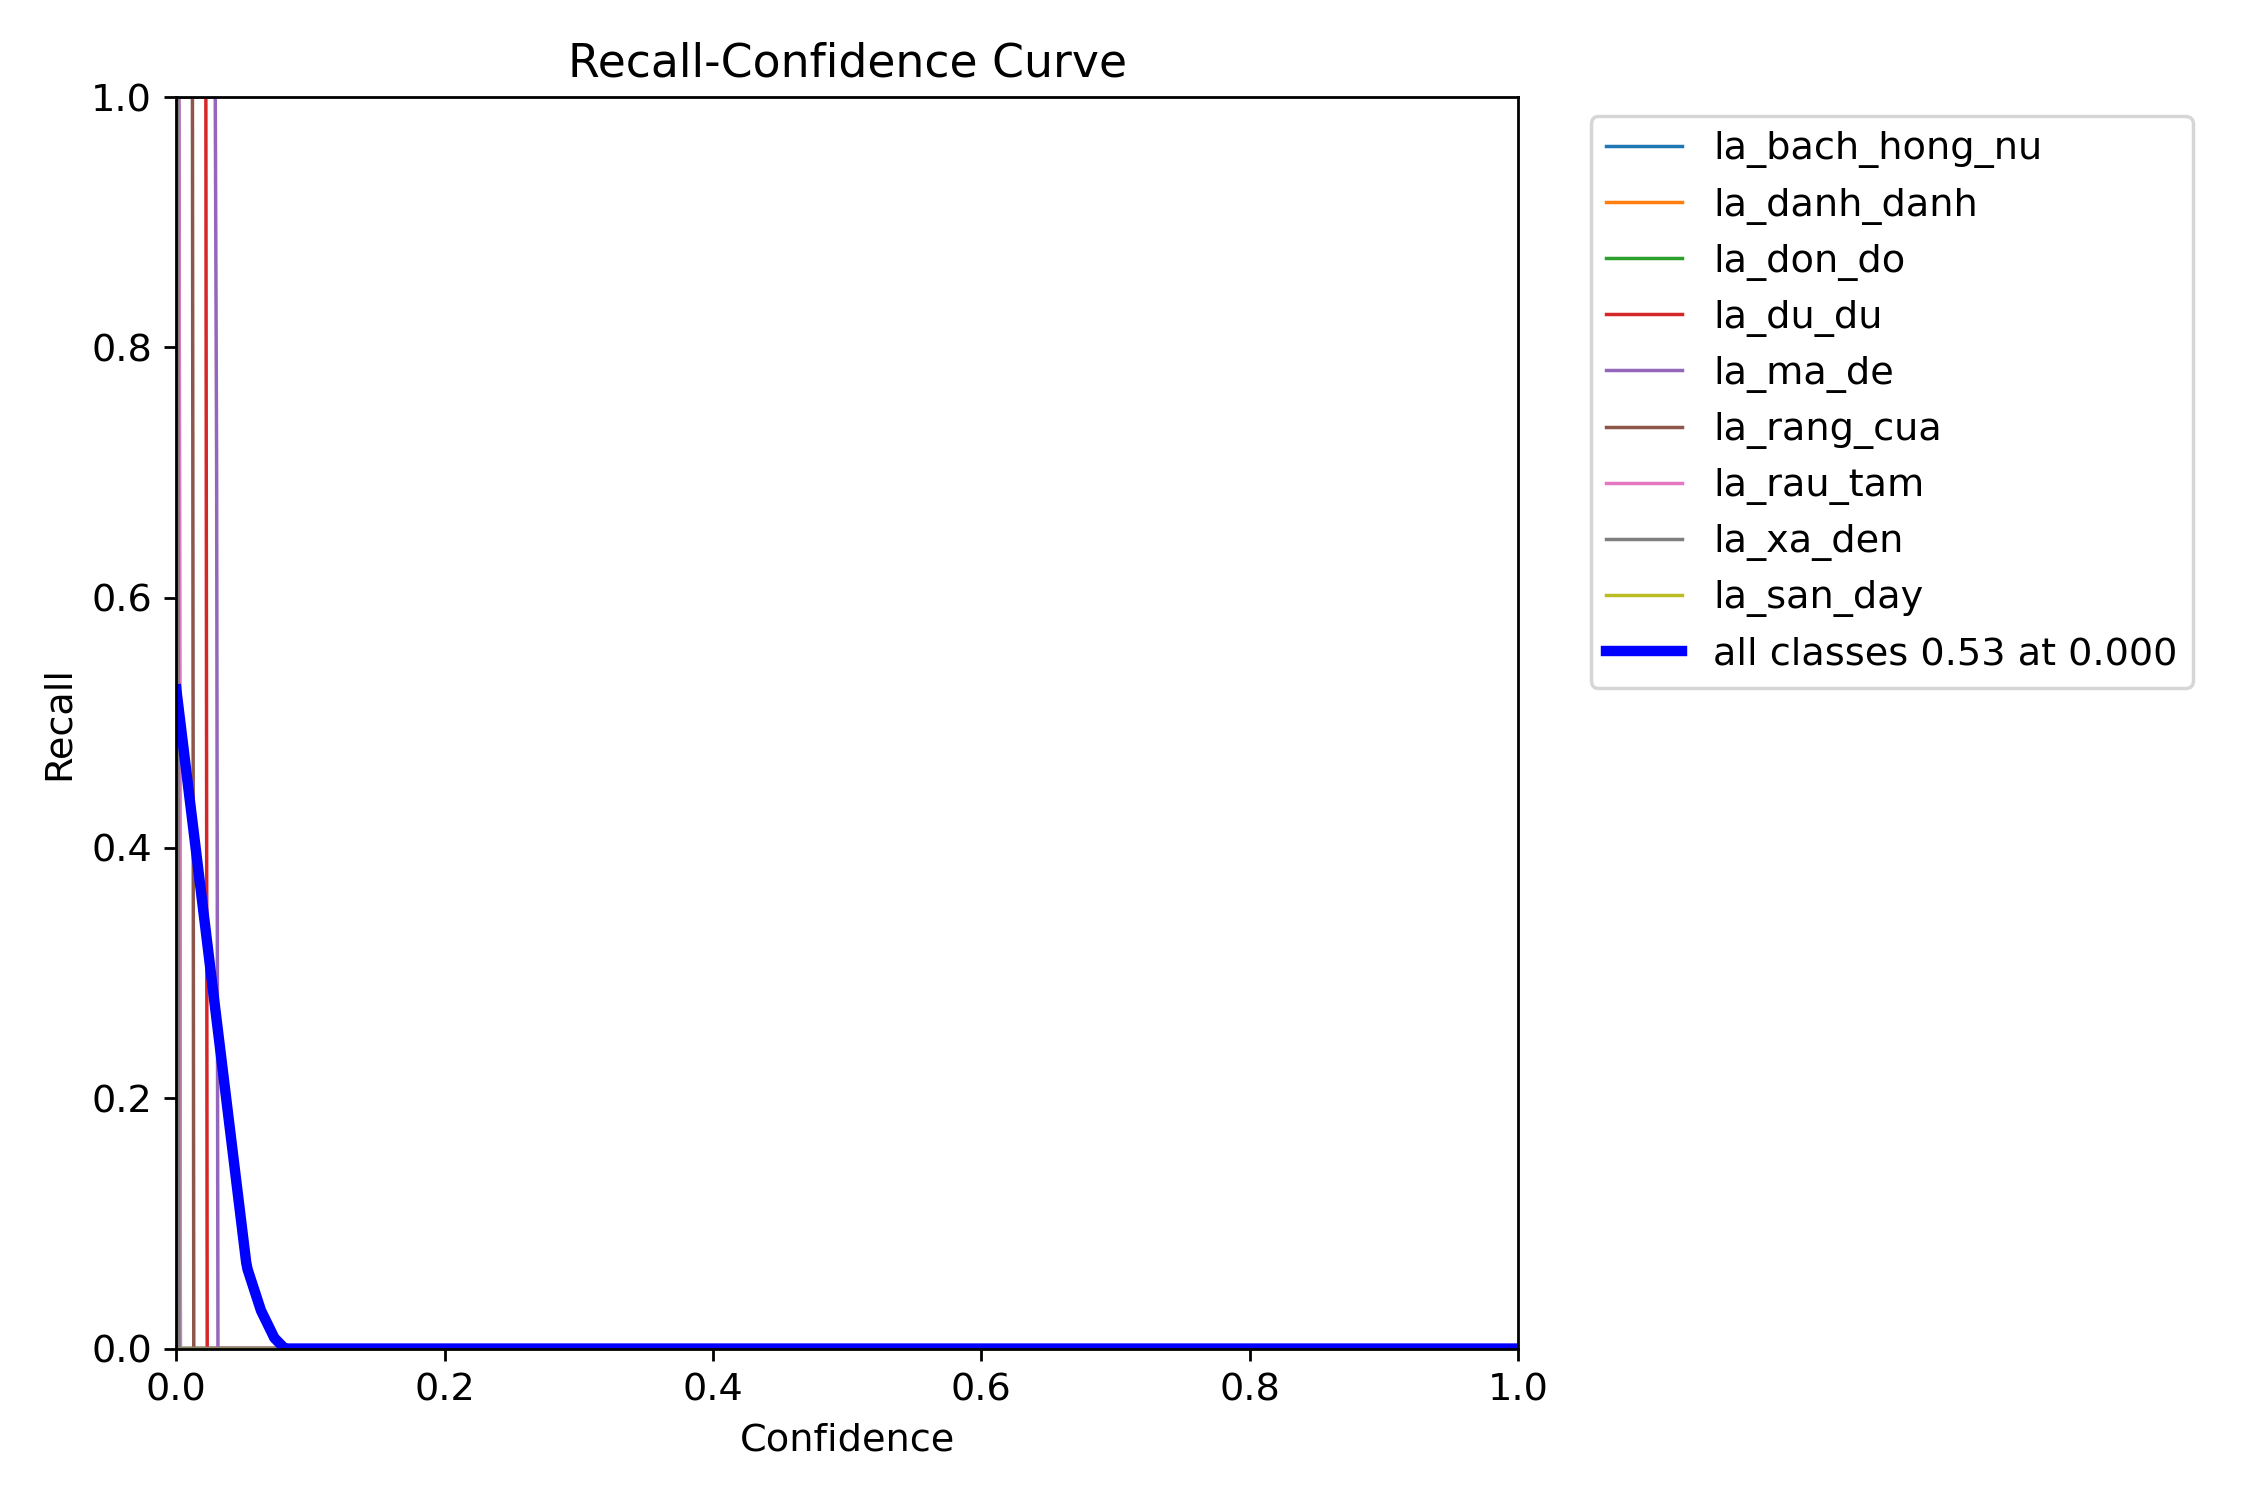 Recall-Confidence Curve
1.0
0.8
0.6
0.4
0.2
0.0
Recall
0.0 0.2 0.4 0.6 0.8 1.0
Confidence
la_bach_hong_nu
la_danh_danh
la_don_do
la_du_du
la_ma_de
la_rang_cua
la_rau_tam
la_xa_den
la_san_day
all classes 0.53 at 0.000